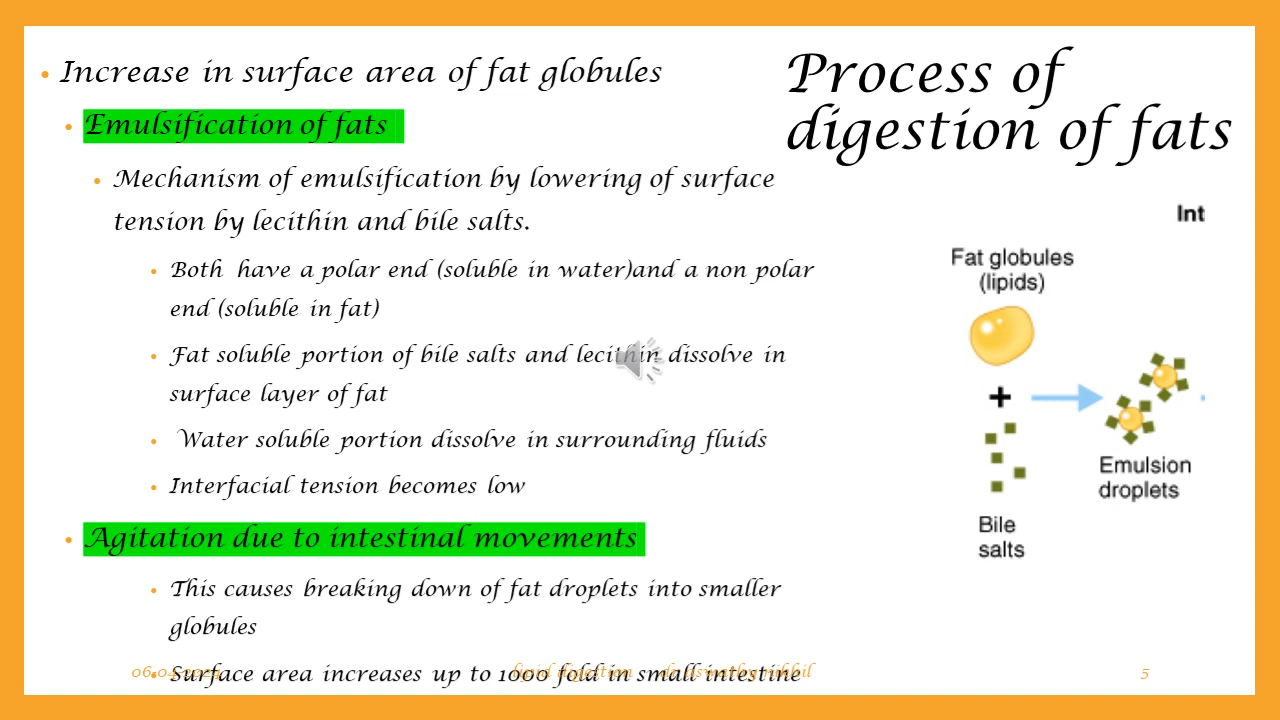 Process of
digestion of fats
Increase in surface area of fat globules
Emulsification of fats
Mechanism of emulsification by lowering of surface
tension by lecithin and bile salts.
Both have a polar end (soluble in water)and a non polar
end (soluble in fat)
Fat soluble portion of bile salts and lecithin dissolve in
surface layer of fat
Water soluble portion dissolve in surrounding fluids
Interfacial tension becomes low
Agitation due to intestinal movements
This causes breaking down of fat droplets into smaller
globules
Surface area increases up to 1000 fold in small intestine
Int
Fat globules
(lipids)
+
Emulsion
droplets
Bile
salts
lipid digestion dr aswathy nikhil
5